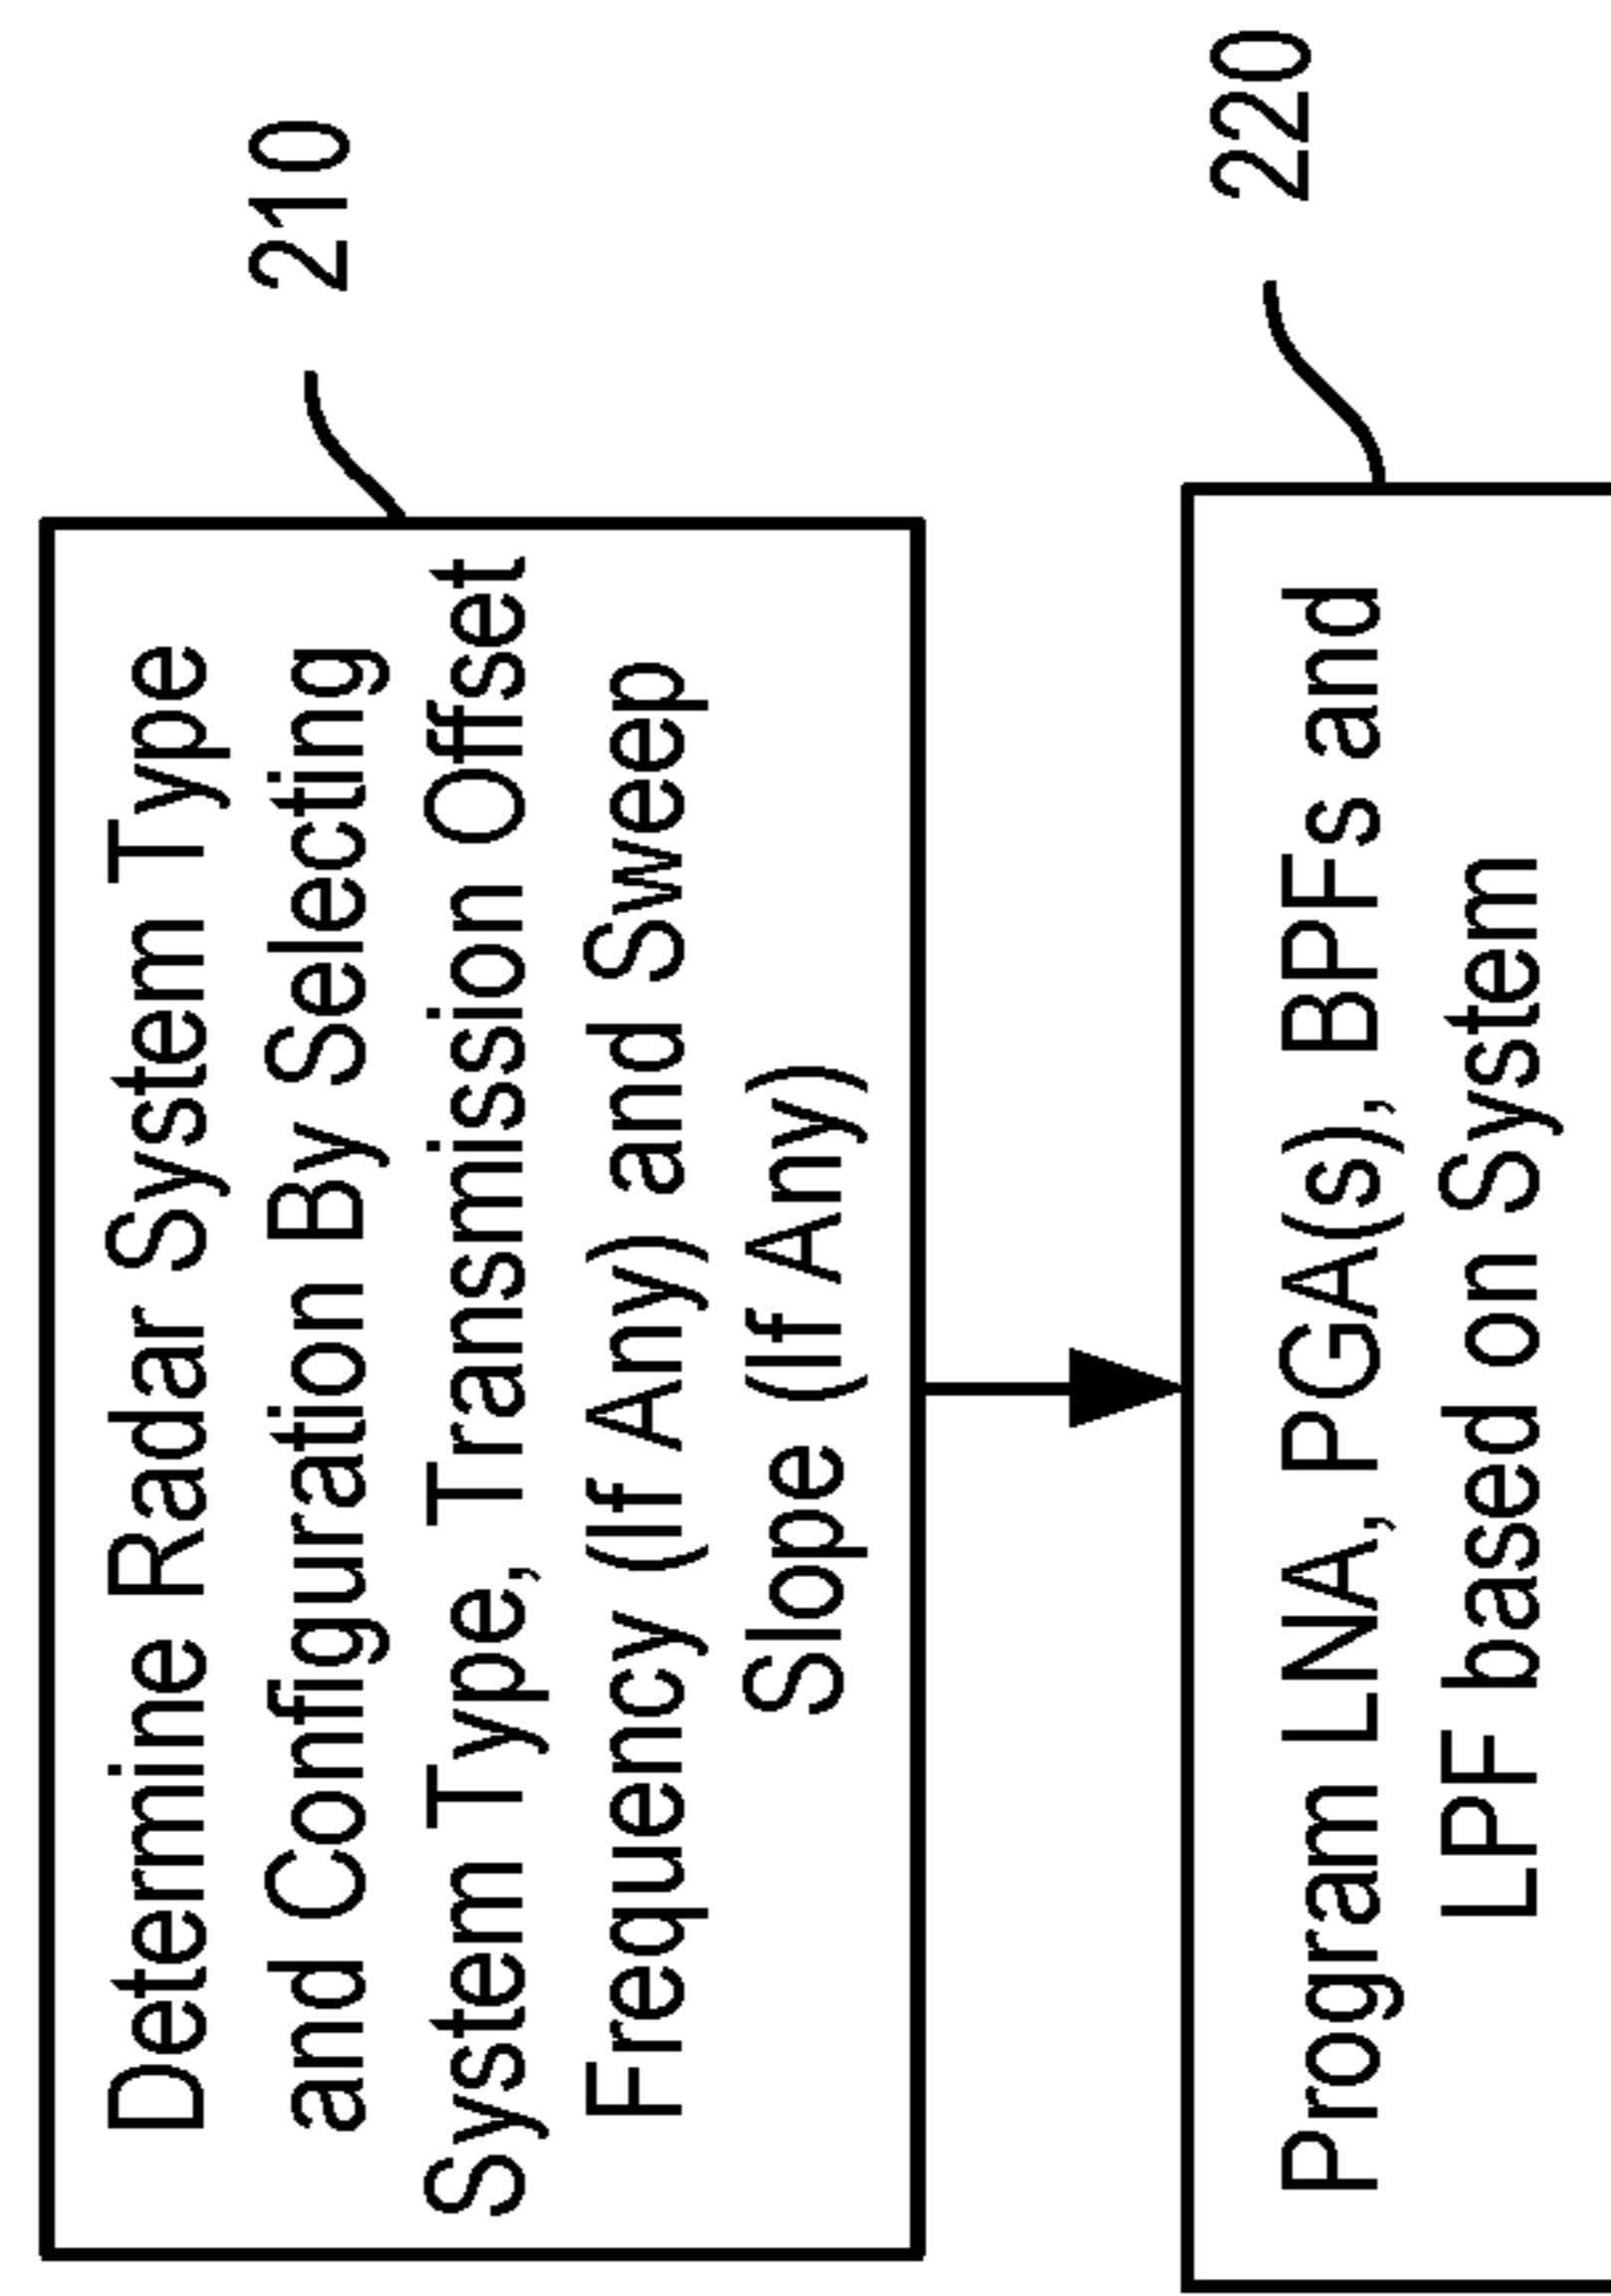 Determine Radar System Type
and Configuration By Selecting
System Type, Transmission Offset
Frequency (If Any) and Sweep
Slope (If Any)
210
Program LNA, PGA(s), BPFs and
LPF based on System
220